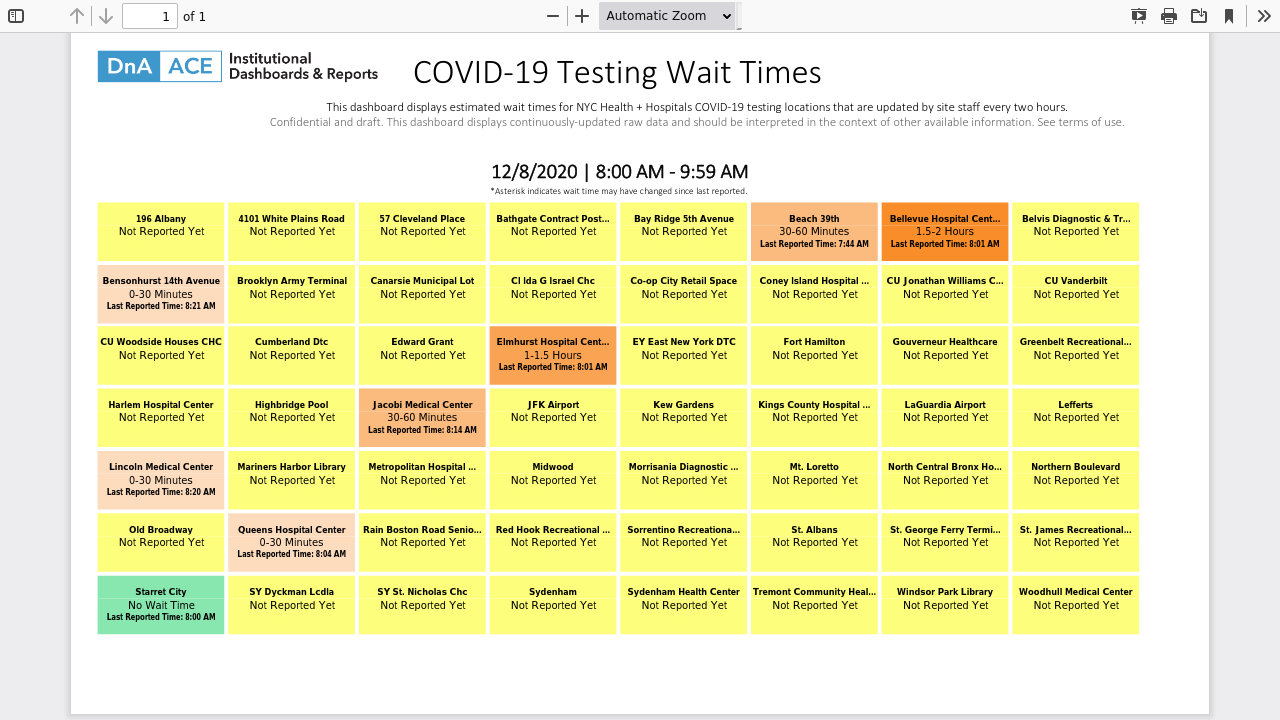 1 of 1 Automatic Zoom
DnA ACE Institutional
Dashboards & Reports
COVID-19 Testing Wait Times
This dashboard displays estimated wait times for NYC Health + Hospitals COVID-19 testing locations that are updated by site staff every two hours.
Confidential and draft. This dashboard displays continuously-updated raw data and should be interpreted in the context of other available information. See terms of use.
12/8/2020 | 8:00 AM - 9:59 AM
*Asterisk indicates wait time may have changed since last reported.
196 Albany
Not Reported Yet
4101 White Plains Road
Not Reported Yet
57 Cleveland Place
Not Reported Yet
Bathgate Contract Post...
Not Reported Yet
Bay Ridge 5th Avenue
Not Reported Yet
Beach 39th
30-60 Minutes
Last Reported Time: 7:44 AM
Bellevue Hospital Cent...
1.5-2 Hours
Last Reported Time: 8:01 AM
Belvis Diagnostic & Tr...
Not Reported Yet
Bensonhurst 14th Avenue
0-30 Minutes
Last Reported Time: 8:21 AM
Brooklyn Army Terminal
Not Reported Yet
Canarsie Municipal Lot
Not Reported Yet
CI Ida G Israel Chc
Not Reported Yet
Co-op City Retail Space
Not Reported Yet
Coney Island Hospital ...
Not Reported Yet
CU Jonathan Williams C...
Not Reported Yet
CU Vanderbilt
Not Reported Yet
CU Woodside Houses CHC
Not Reported Yet
Cumberland Dtc
Not Reported Yet
Edward Grant
Not Reported Yet
Elmhurst Hospital Cent...
1-1.5 Hours
Last Reported Time: 8:01 AM
EY East New York DTC
Not Reported Yet
Fort Hamilton
Not Reported Yet
Gouverneur Healthcare
Not Reported Yet
Greenbelt Recreational...
Not Reported Yet
Harlem Hospital Center
Not Reported Yet
Highbridge Pool
Not Reported Yet
Jacobi Medical Center
30-60 Minutes
Last Reported Time: 8:14 AM
JFK Airport
Not Reported Yet
Kew Gardens
Not Reported Yet
Kings County Hospital ...
Not Reported Yet
LaGuardia Airport
Not Reported Yet
Lefferts
Not Reported Yet
Lincoln Medical Center
0-30 Minutes
Last Reported Time: 8:20 AM
Mariners Harbor Library
Not Reported Yet
Metropolitan Hospital ...
Not Reported Yet
Midwood
Not Reported Yet
Morrisania Diagnostic ...
Not Reported Yet
Mt. Loretto
Not Reported Yet
North Central Bronx Ho...
Not Reported Yet
Northern Boulevard
Not Reported Yet
Old Broadway
Not Reported Yet
Queens Hospital Center
0-30 Minutes
Last Reported Time: 8:04 AM
Rain Boston Road Senio...
Not Reported Yet
Red Hook Recreational ...
Not Reported Yet
Sorrentino Recreationa...
Not Reported Yet
St. Albans
Not Reported Yet
St. George Ferry Termi...
Not Reported Yet
St. James Recreational...
Not Reported Yet
Starret City
No Wait Time
Last Reported Time: 8:00 AM
SY Dyckman Lcdla
Not Reported Yet
SY St. Nicholas Chc
Not Reported Yet
Sydenham
Not Reported Yet
Sydenham Health Center
Not Reported Yet
Tremont Community Heal...
Not Reported Yet
Windsor Park Library
Not Reported Yet
Woodhull Medical Center
Not Reported Yet